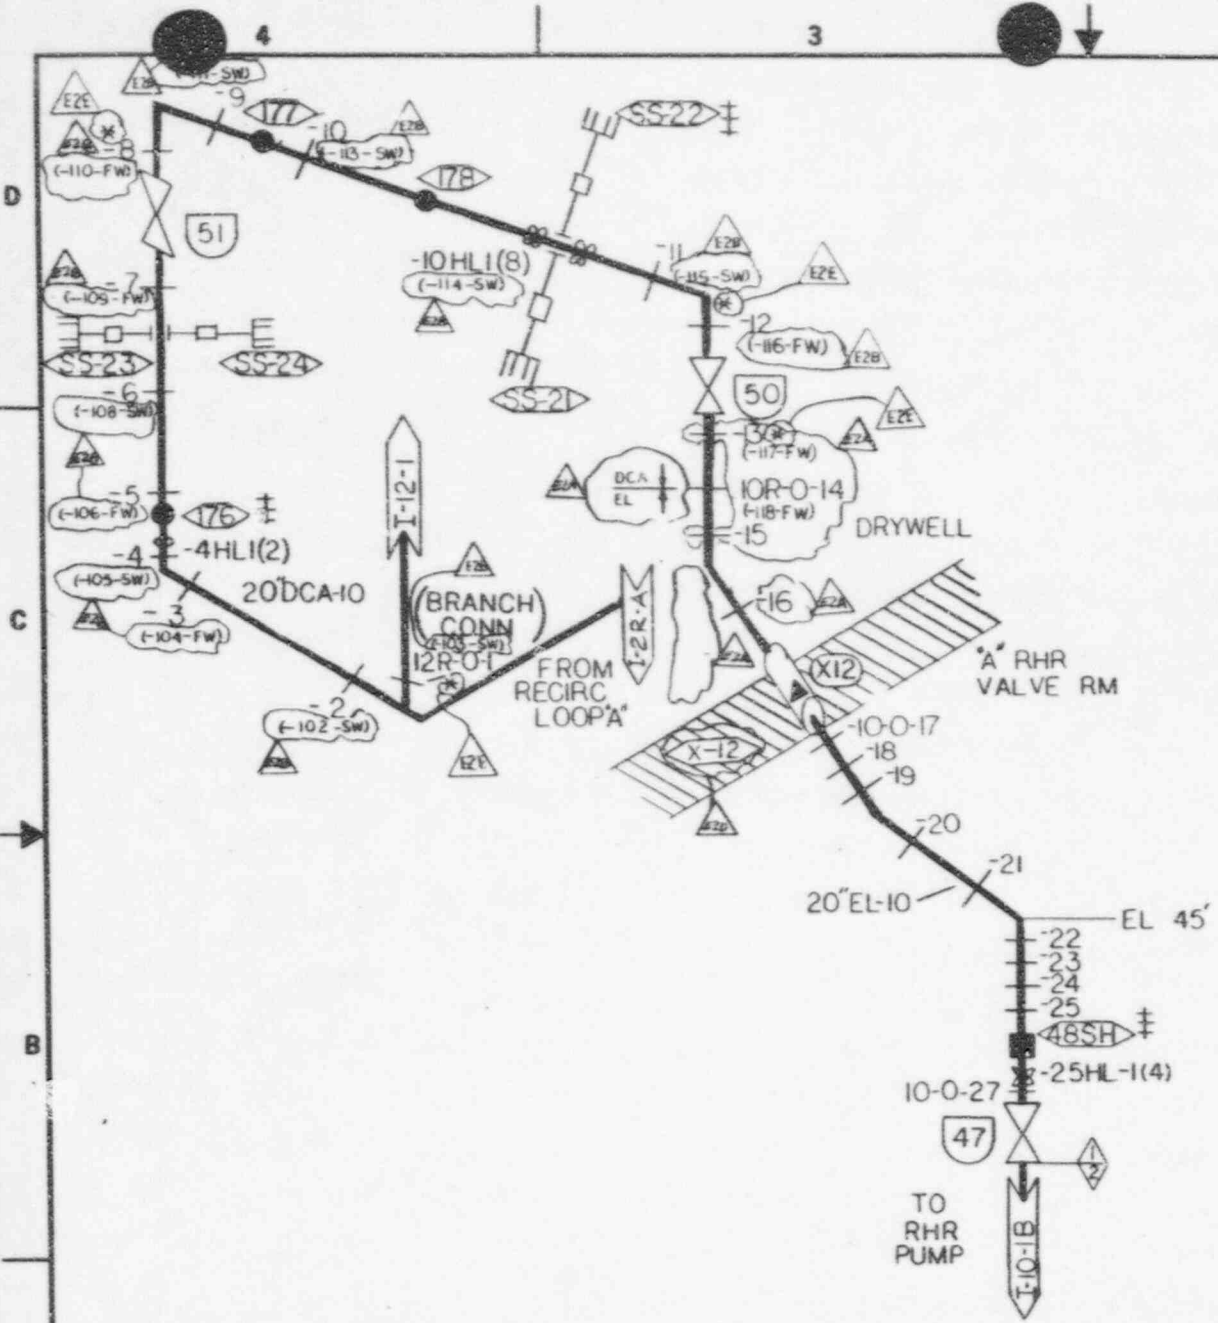 4
3
D
C
B
E2E
-9
177
-10
(-113-SW)
E2B
SS-22
178
-8
(-110-FW)
51
-10HL1(8)
(-114-SW)
-11
(-115-SW)
E2B
E2E
-12
(-116-FW)
E2B
-7
(-109-FW)
SS-23
SS-24
SS-21
50
E2E
-6
(-108-SW)
(-117-FW)
I-12-1
DCA
EL
10R-0-14
(-118-FW)
-15
DRYWELL
-5
(-106-FW)
176
-4
-4HL1(2)
(-105-SW)
20"DCA-10
-3
(-104-FW)
(BRANCH
CONN)
12R-0-1
FROM
RECIRC
LOOP"A"
I-2R-A
-16
X12
"A" RHR
VALVE RM
-2
(-102-SW)
E2E
X-12
-10-0-17
-18
-19
-20
-21
20"EL-10
EL 45'
-22
-23
-24
-25
48SH
-25HL-1(4)
10-0-27
47
1
2
TO
RHR
PUMP
I-10-1B